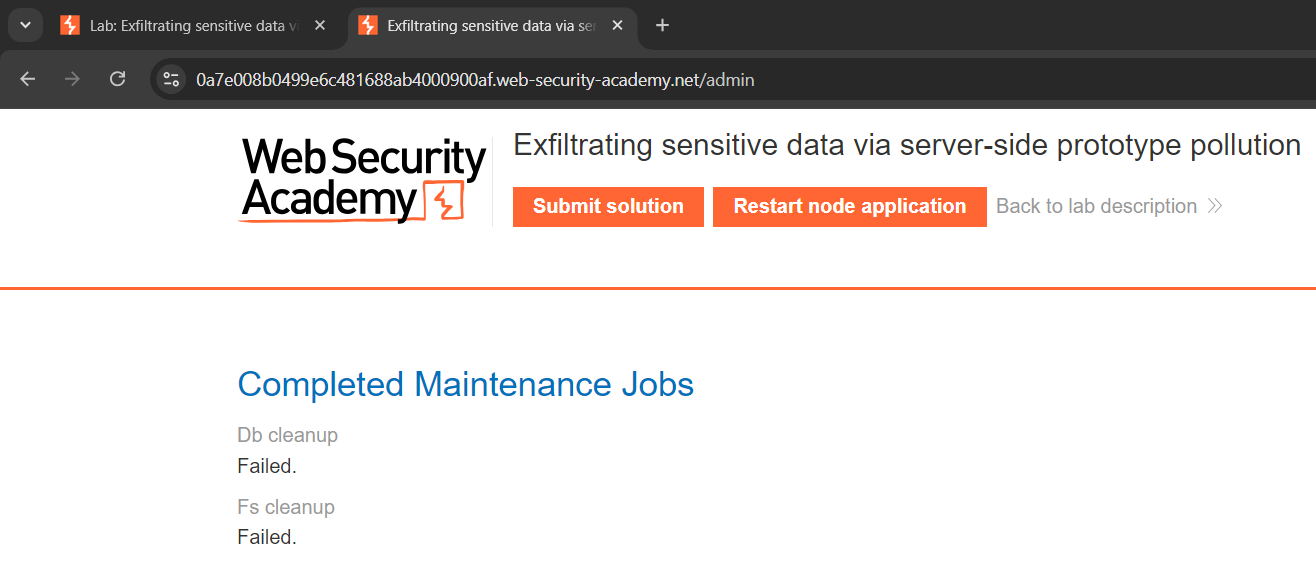 Lab: Exfiltrating sensitive data v
Exfiltrating sensitive data via se
0a7e008b0499e6c481688ab4000900af.web-security-academy.net/admin
Web Security
Academy
Exfiltrating sensitive data via server-side prototype pollution
Submit solution
Restart node application
Back to lab description
Completed Maintenance Jobs
Db cleanup
Failed.
Fs cleanup
Failed.